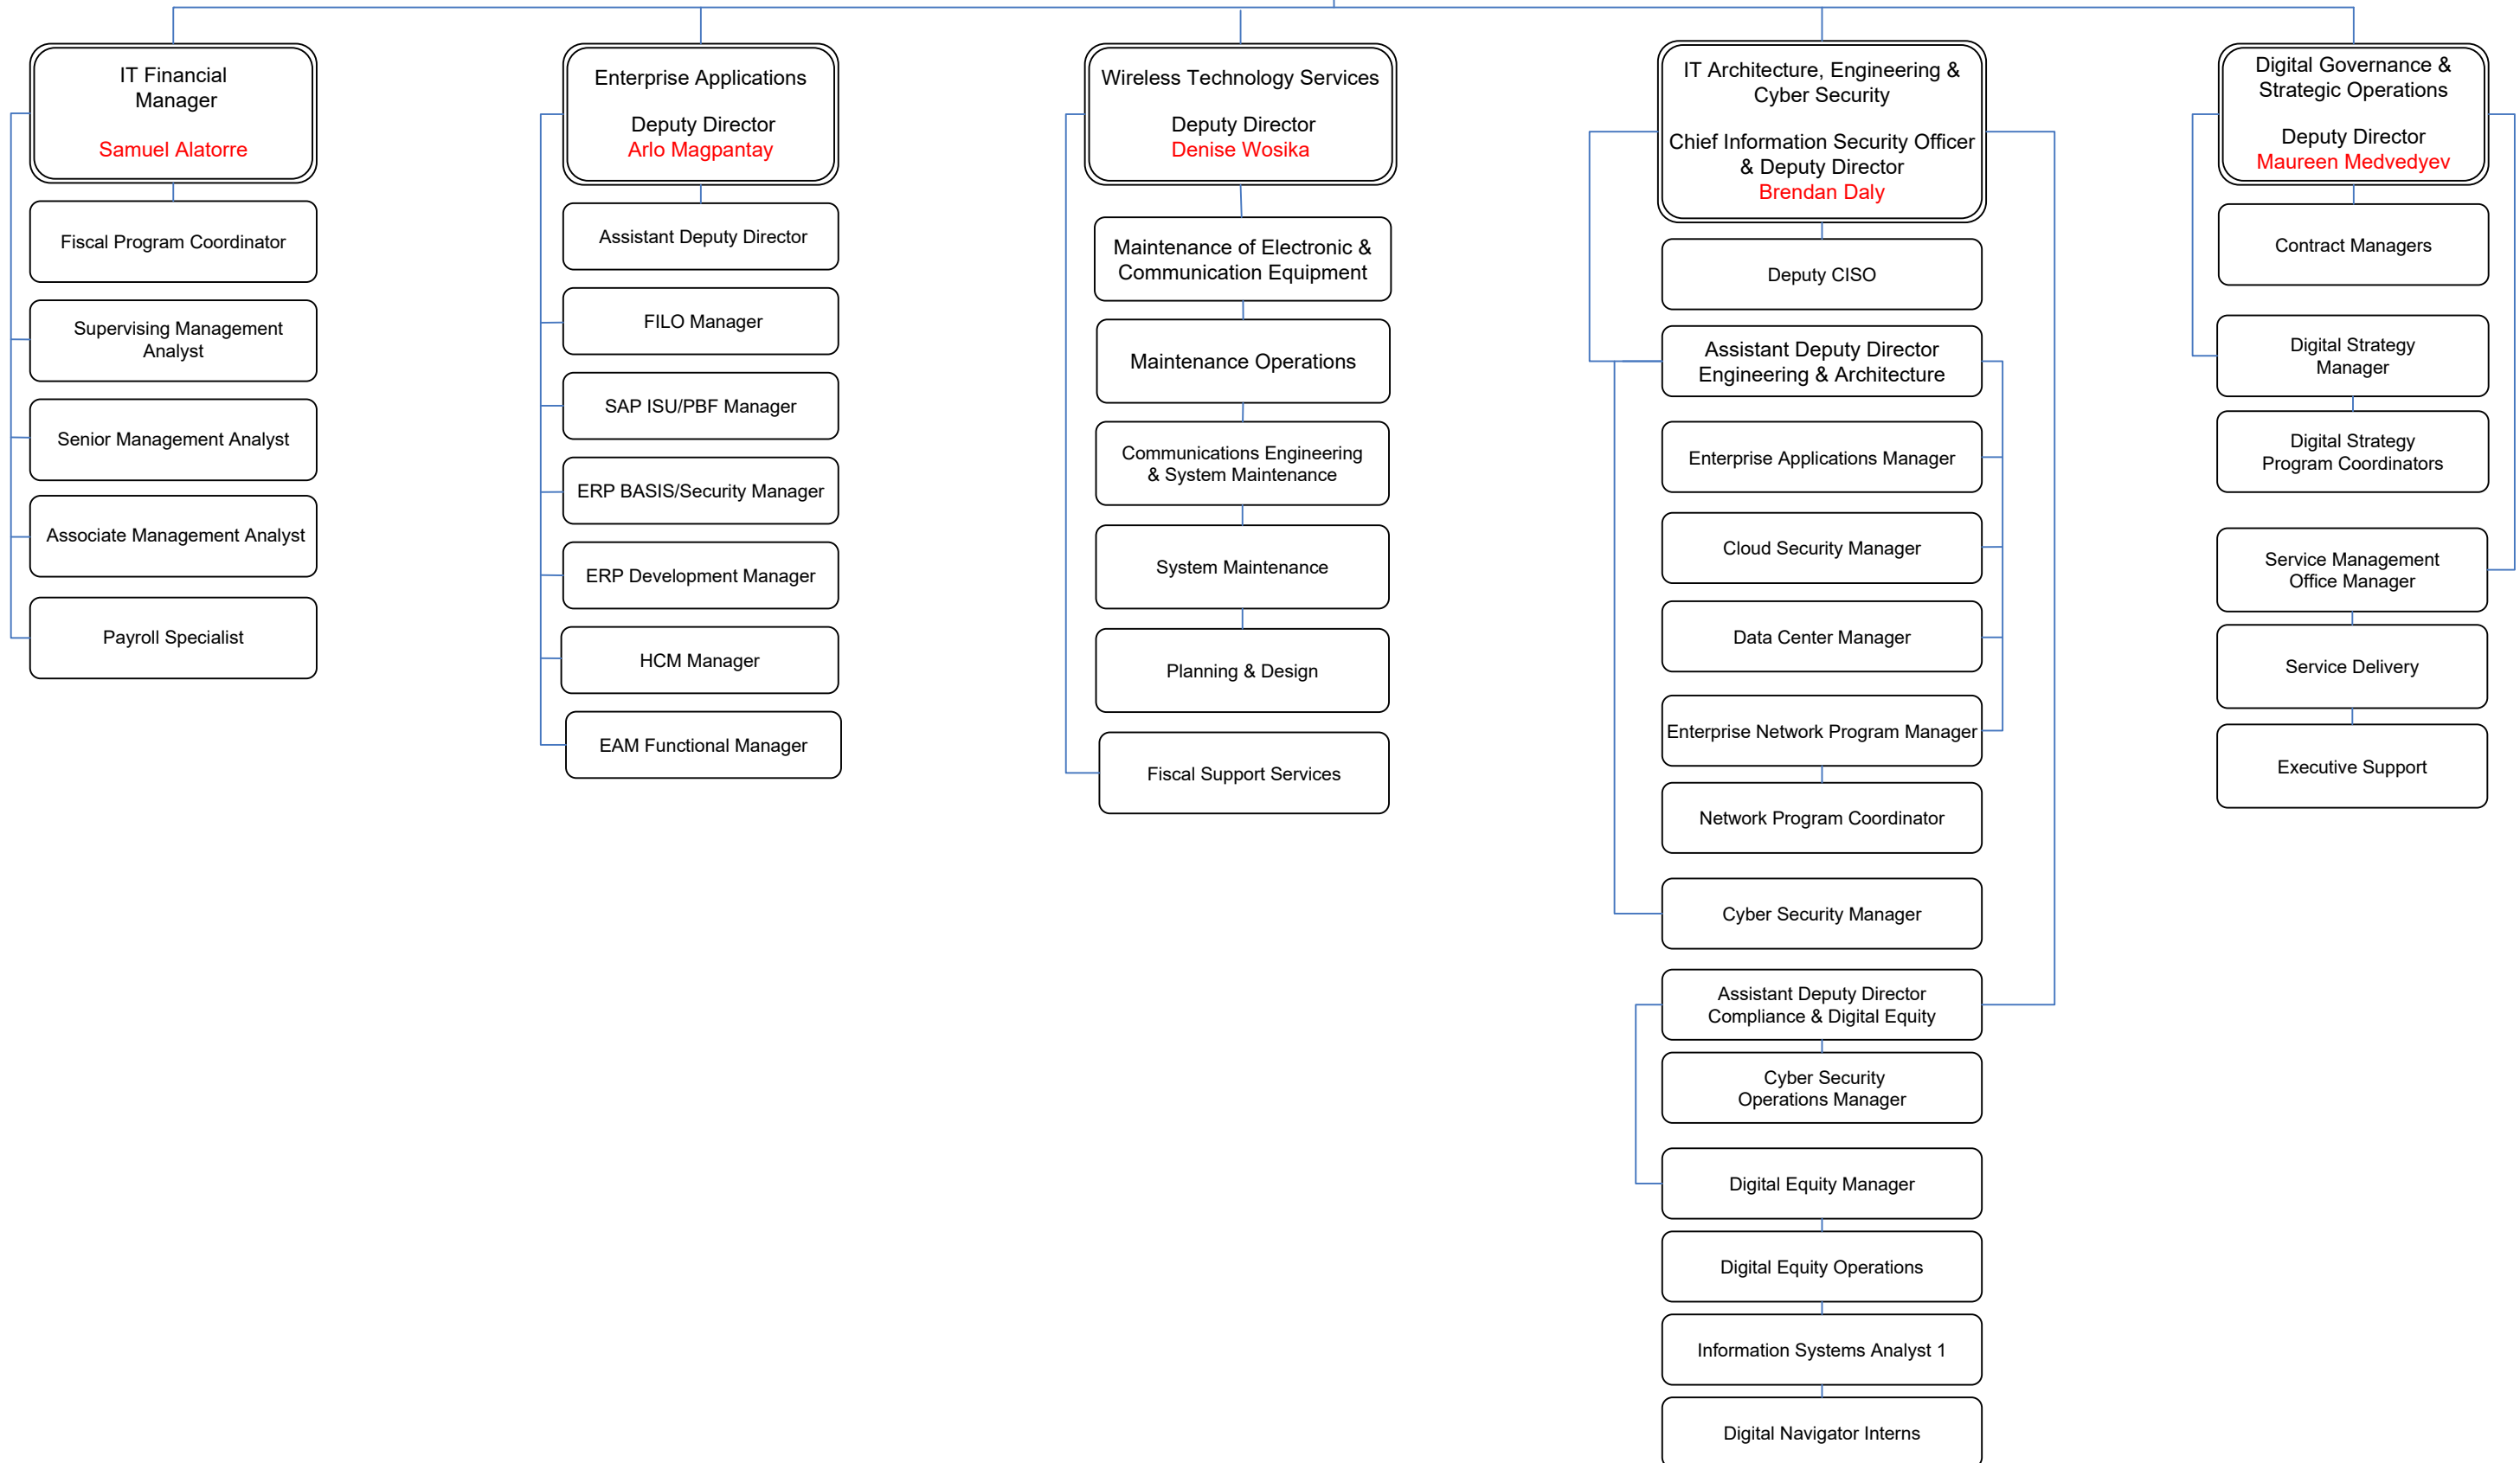 IT Financial
Manager
Samuel Alatorre
Fiscal Program Coordinator
Supervising Management
Analyst
Senior Management Analyst
Associate Management Analyst
Payroll Specialist
Enterprise Applications
Deputy Director
Arlo Magpantay
Assistant Deputy Director
FILO Manager
SAP ISU/PBF Manager
ERP BASIS/Security Manager
ERP Development Manager
HCM Manager
EAM Functional Manager
Wireless Technology Services
Deputy Director
Denise Wosika
Maintenance of Electronic &
Communication Equipment
Maintenance Operations
Communications Engineering
& System Maintenance
System Maintenance
Planning & Design
Fiscal Support Services
IT Architecture, Engineering &
Cyber Security
Chief Information Security Officer
& Deputy Director
Brendan Daly
Deputy CISO
Assistant Deputy Director
Engineering & Architecture
Enterprise Applications Manager
Cloud Security Manager
Data Center Manager
Enterprise Network Program Manager
Network Program Coordinator
Cyber Security Manager
Assistant Deputy Director
Compliance & Digital Equity
Cyber Security
Operations Manager
Digital Equity Manager
Digital Equity Operations
Information Systems Analyst 1
Digital Navigator Interns
Digital Governance &
Strategic Operations
Deputy Director
Maureen Medvedyev
Contract Managers
Digital Strategy
Manager
Digital Strategy
Program Coordinators
Service Management
Office Manager
Service Delivery
Executive Support